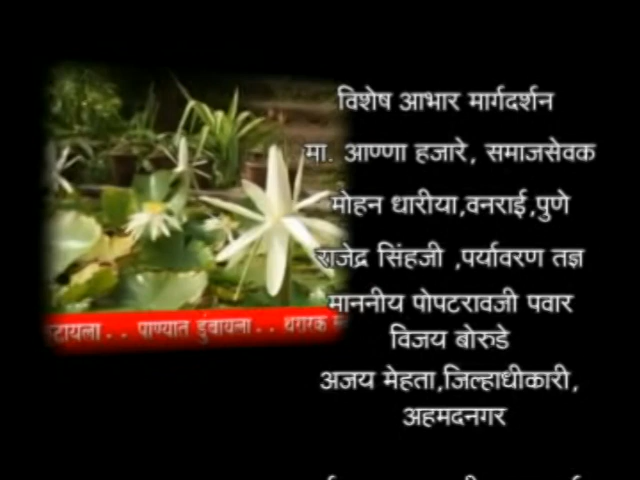 विशेष आभार मार्गदर्शन
मा. आण्णा हजारे, समाजसेवक
मोहन धारीया,वनराई,पुणे
राजेद्र सिंहजी ,पर्यावरण तज्ञ
माननीय पोपटरावजी पवार
विजय बोरुडे
अजय मेहता,जिल्हाधीकारी,
अहमदनगर
पाण्यात डुंबायला . .